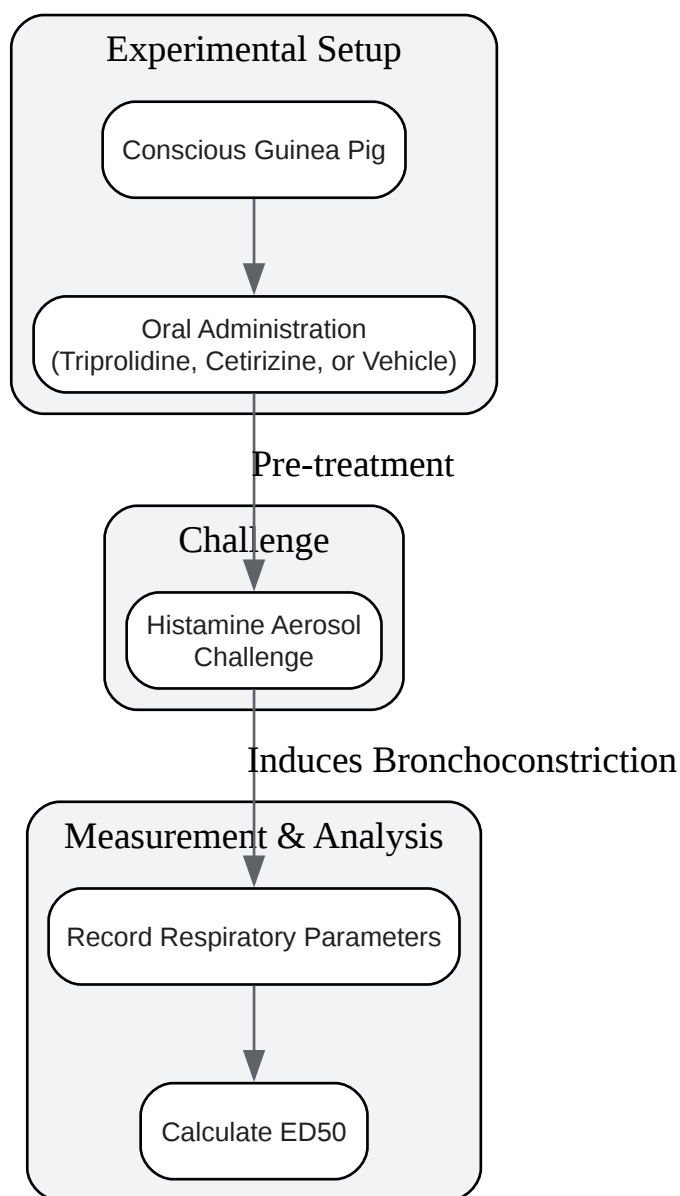 Experimental Setup
Conscious Guinea Pig
Oral Administration
(Triprolidine, Cetirizine, or Vehicle)
Pre-treatment
Challenge
Histamine Aerosol
Challenge
Induces Bronchoconstriction
Measurement & Analysis
Record Respiratory Parameters
Calculate ED50